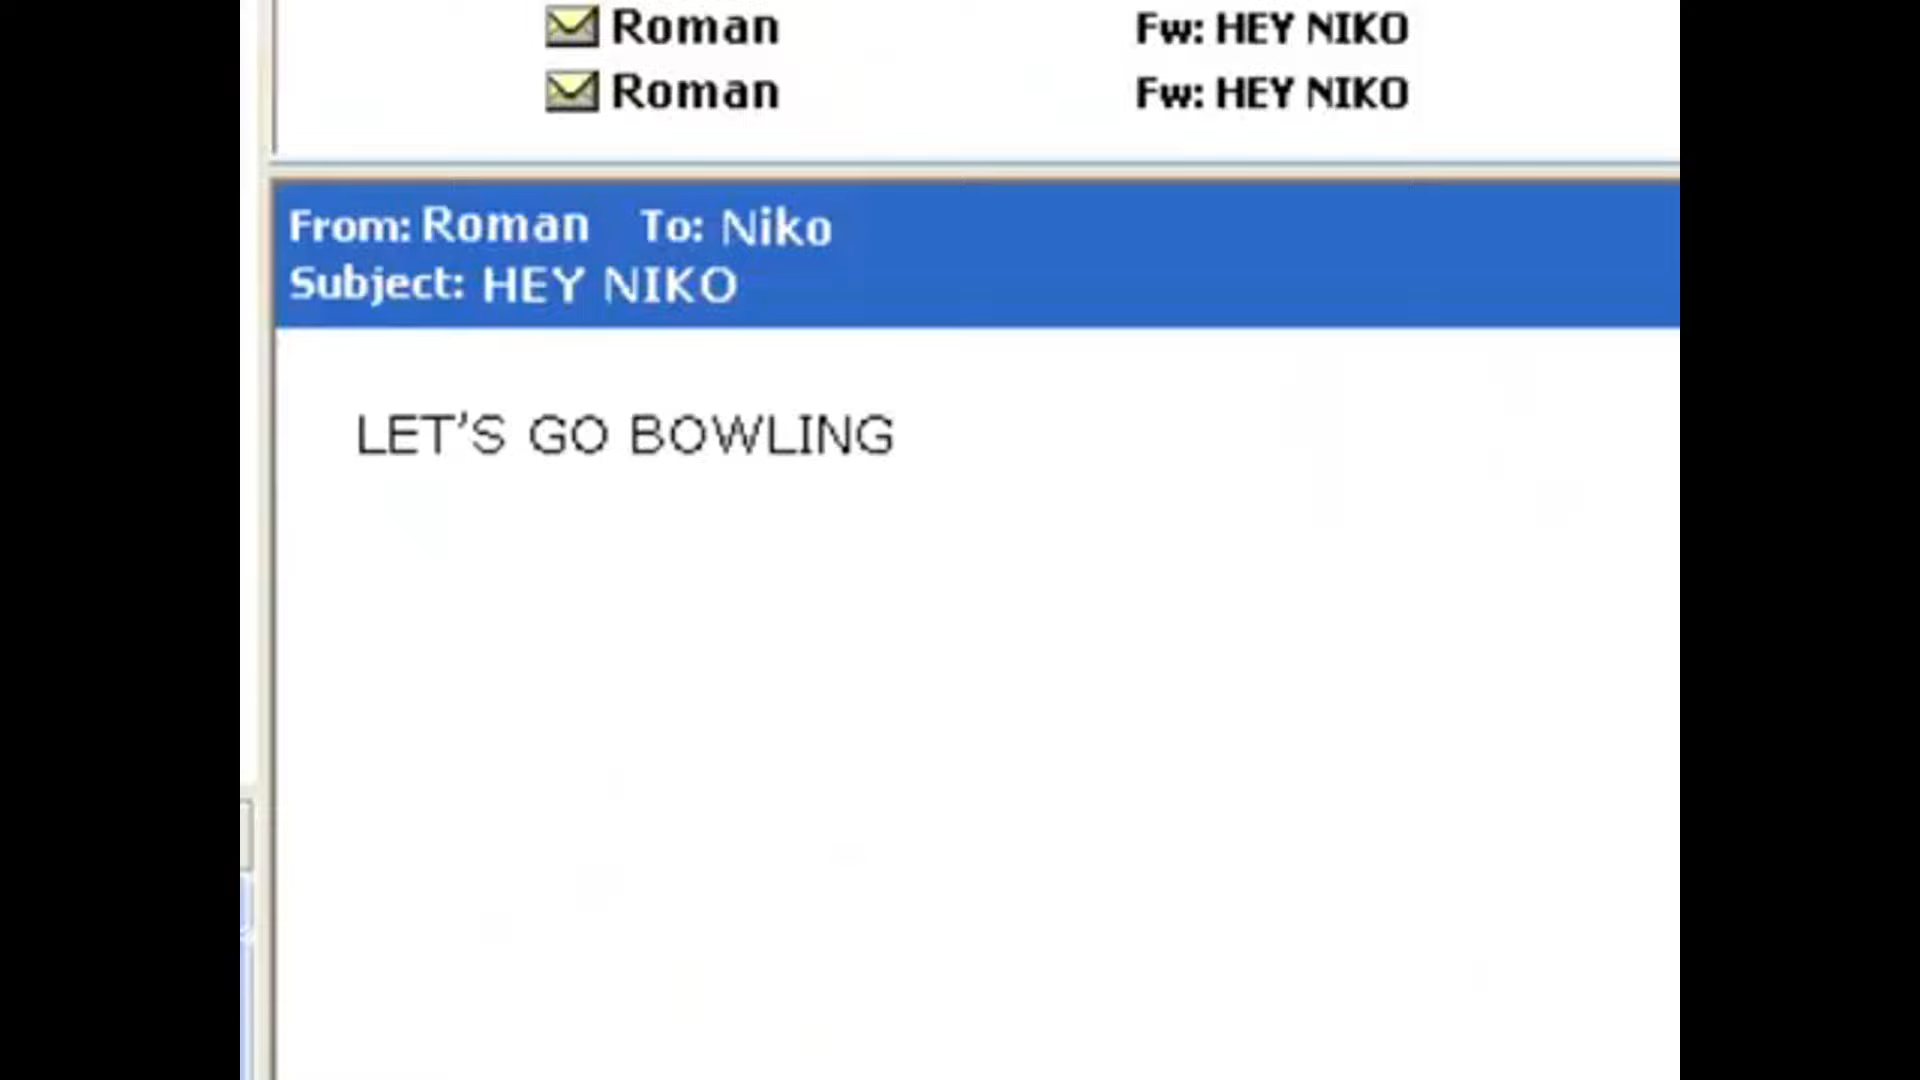 Roman Fw: HEY NIKO
Roman Fw: HEY NIKO
From: Roman To: Niko
Subject: HEY NIKO
LET'S GO BOWLING